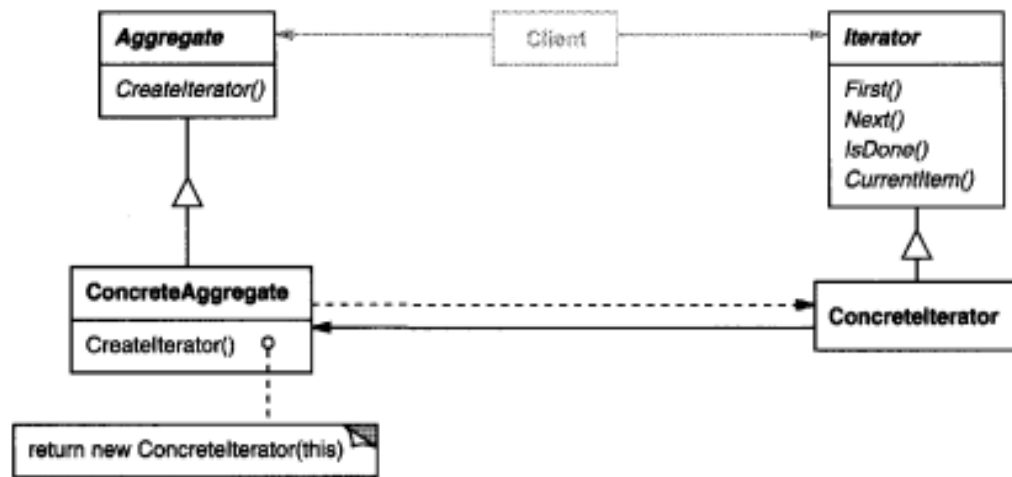 Aggregate
CreateIterator()
Client
Iterator
First()
Next()
IsDone()
CurrentItem()
ConcreteAggregate
CreateIterator()
ConcreteIterator
return new ConcreteIterator(this)